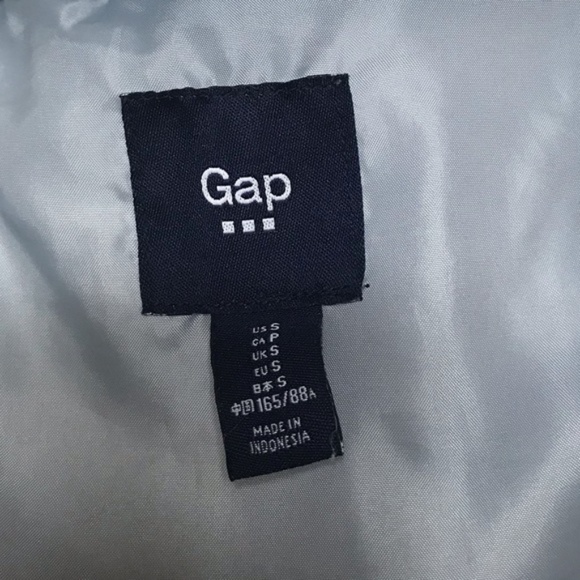 Gap
US S
CA P
UK S
EU S
日本 S
中国 165/88A
MADE IN
INDONESIA